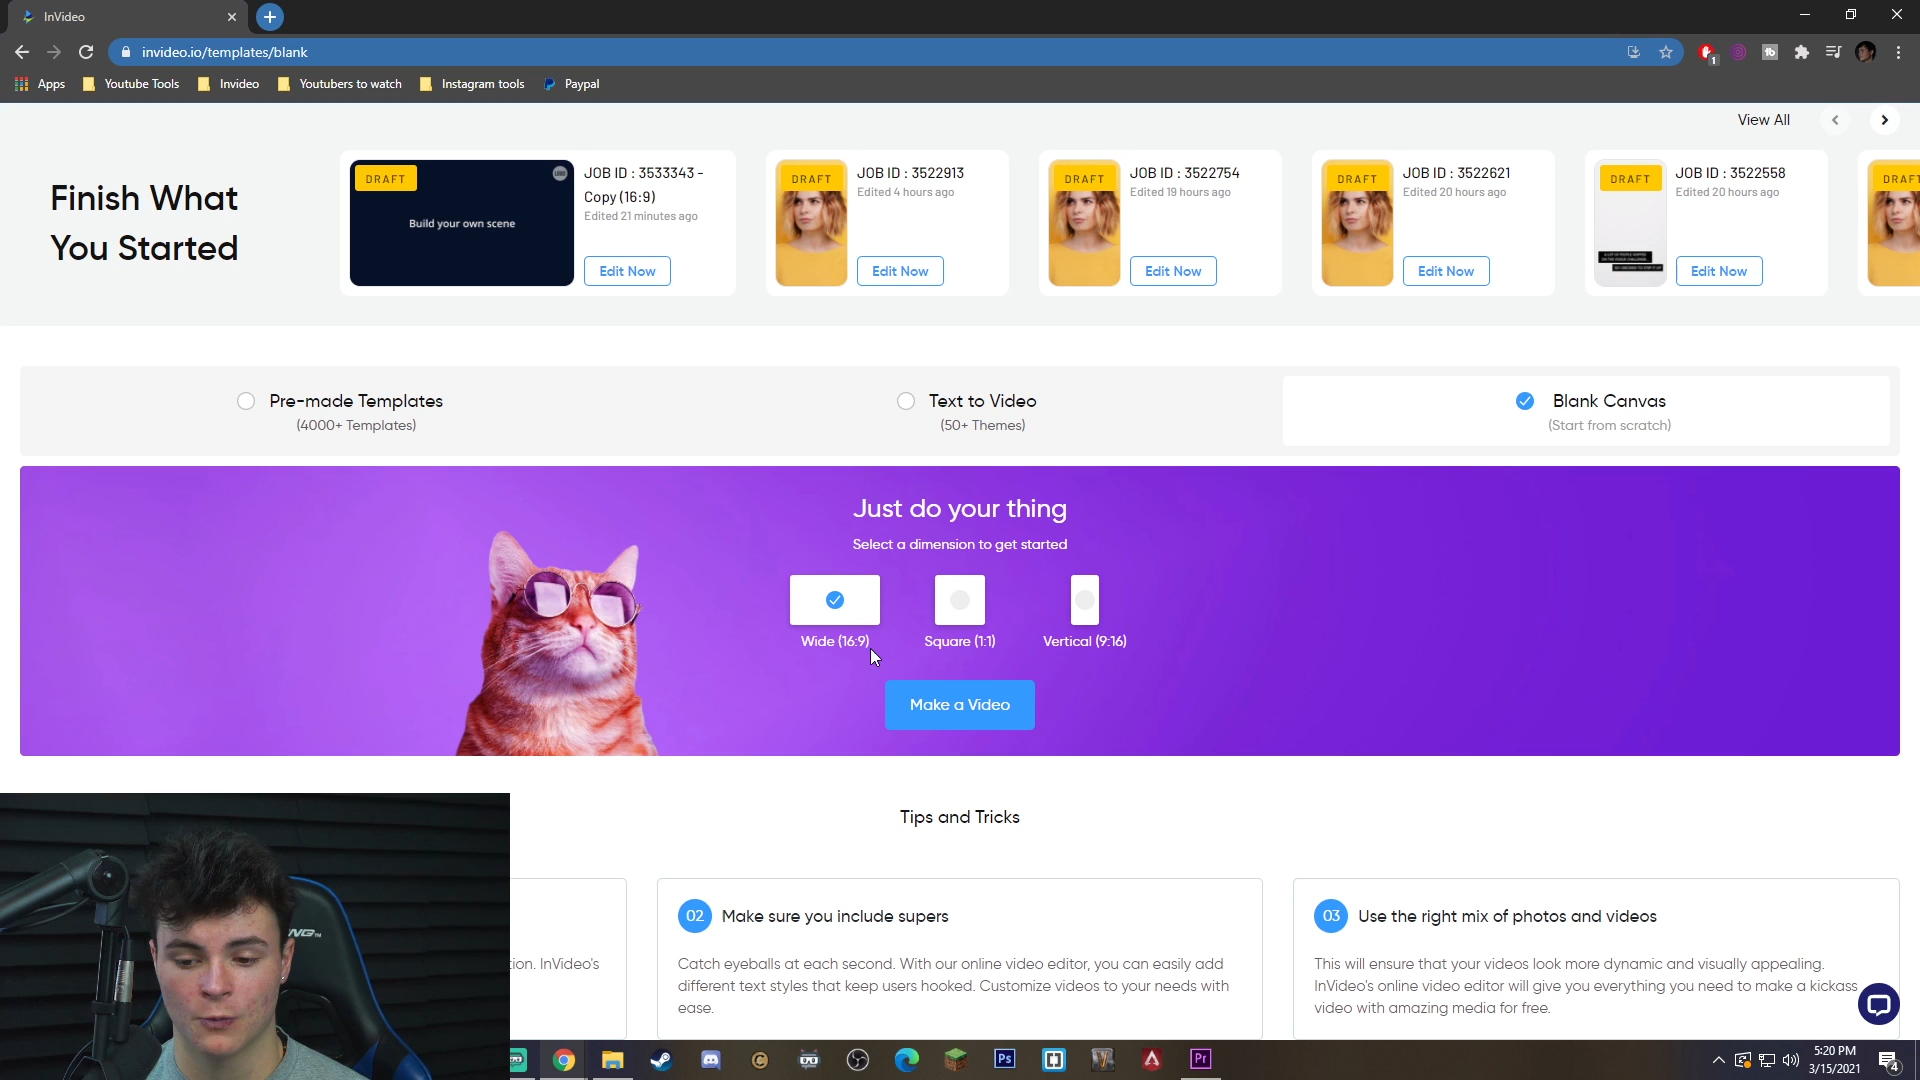 InVideo
invideo.io/templates/blank
1
Apps
Youtube Tools
Invideo
Youtubers to watch
Instagram tools
Paypal
View All
Finish What
You Started
DRAFT
Build your own scene
JOB ID : 3533343 -
Copy (16:9)
Edited 21 minutes ago
Edit Now
DRAFT
JOB ID : 3522913
Edited 4 hours ago
Edit Now
DRAFT
JOB ID : 3522754
Edited 19 hours ago
Edit Now
DRAFT
JOB ID : 3522621
Edited 20 hours ago
Edit Now
DRAFT
JOB ID : 3522558
Edited 20 hours ago
Edit Now
DRAFT
Pre-made Templates
(4000+ Templates)
Text to Video
(50+ Themes)
Blank Canvas
(Start from scratch)
Just do your thing
Select a dimension to get started
Wide (16:9)
Square (1:1)
Vertical (9:16)
Make a Video
Tips and Tricks
tion. InVideo's
02 Make sure you include supers
Catch eyeballs at each second. With our online video editor, you can easily add
different text styles that keep users hooked. Customize videos to your needs with
ease.
03 Use the right mix of photos and videos
This will ensure that your videos look more dynamic and visually appealing.
InVideo's online video editor will give you everything you need to make a kickass
video with amazing media for free.
Ps
Pr
5:20 PM
3/15/2021
4